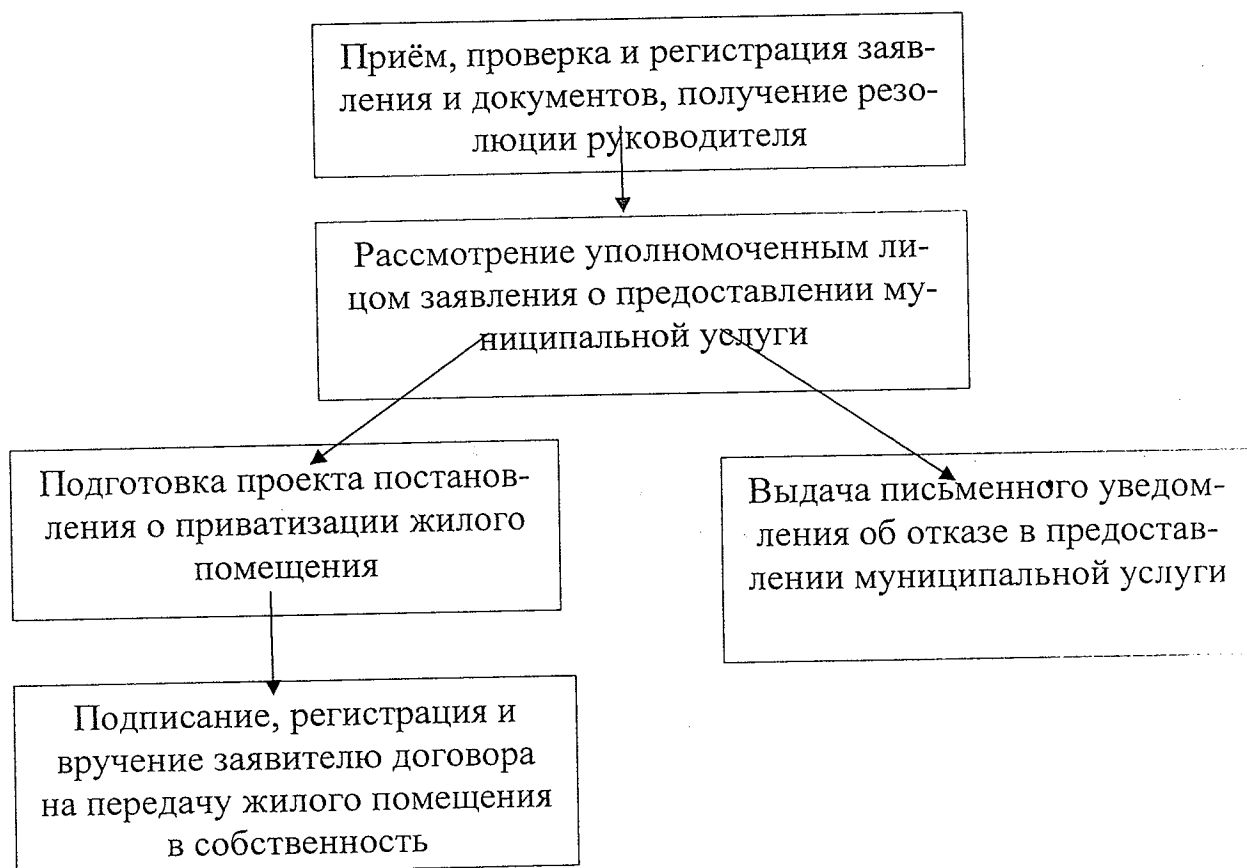 Приём, проверка и регистрация заяв-
ления и документов, получение резо-
люции руководителя
Рассмотрение уполномоченным ли-
цом заявления о предоставлении му-
ниципальной услуги
Подготовка проекта постанов-
ления о приватизации жилого
помещения
Выдача письменного уведом-
ления об отказе в предостав-
лении муниципальной услуги
Подписание, регистрация и
вручение заявителю договора
на передачу жилого помещения
в собственность